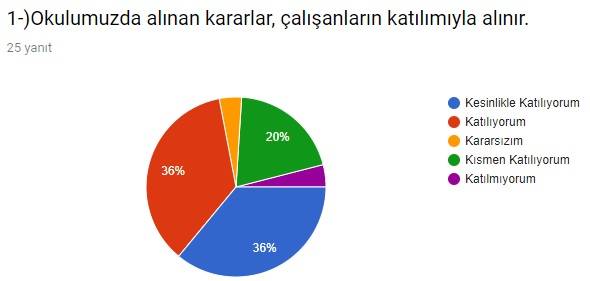 1-)Okulumuzda alınan kararlar, çalışanların katılımıyla alınır.
25 yanıt
Kesinlikle Katılıyorum
Katılıyorum
Kararsızım
Kısmen Katılıyorum
Katılmıyorum
20%
36%
36%